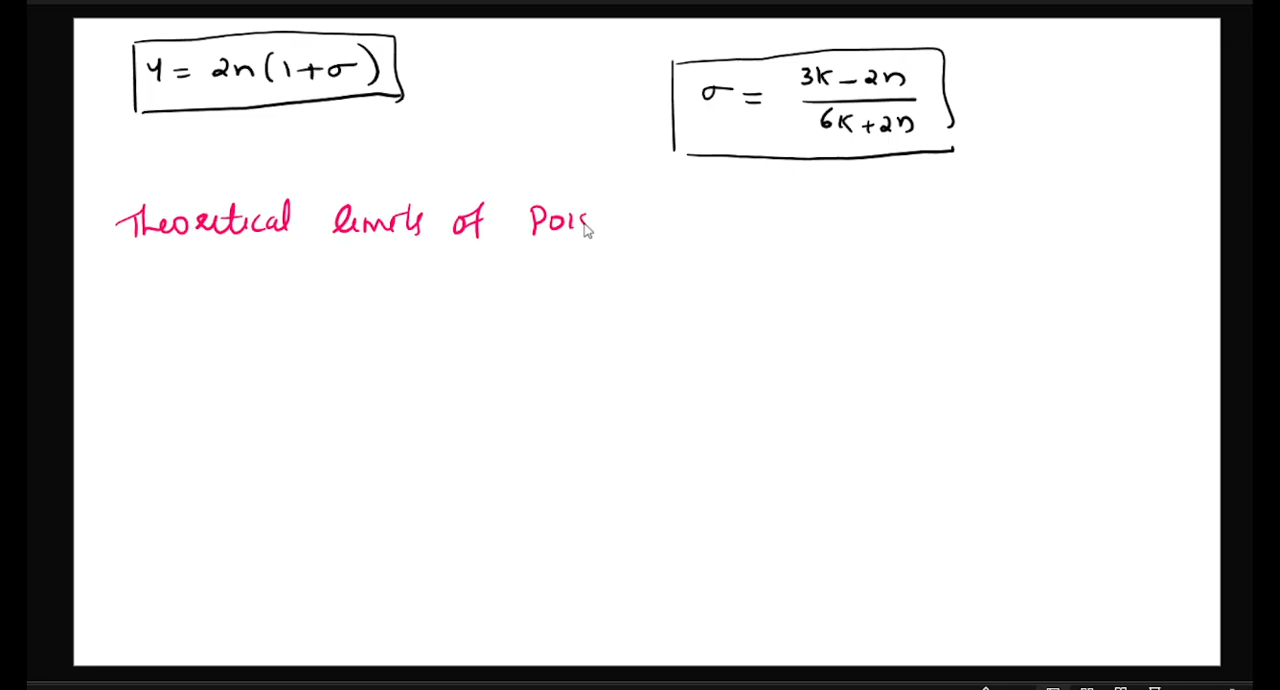 Y = 2n(1+σ)
σ = 3K - 2n / 6K + 2n
Theoretical limits of Pois